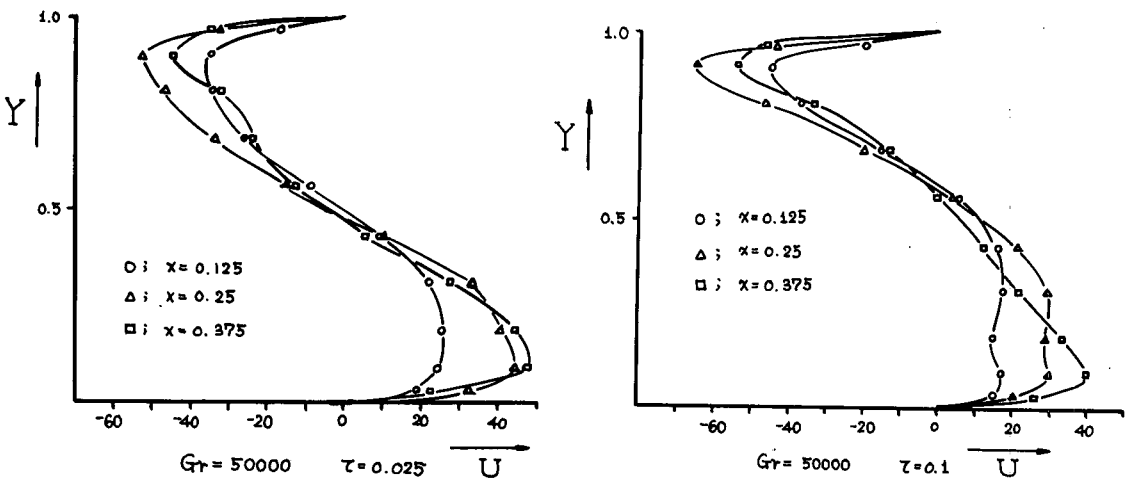 1.0
Y
0.5
○ ; x = 0.125
△ ; x = 0.25
□ ; x = 0.375
-60 -40 -20 0 20 40
Gr = 50000 τ = 0.025 U
1.0
Y
0.5
○ ; x = 0.125
△ ; x = 0.25
□ ; x = 0.375
-60 -40 -20 0 20 40
Gr = 50000 τ = 0.1 U